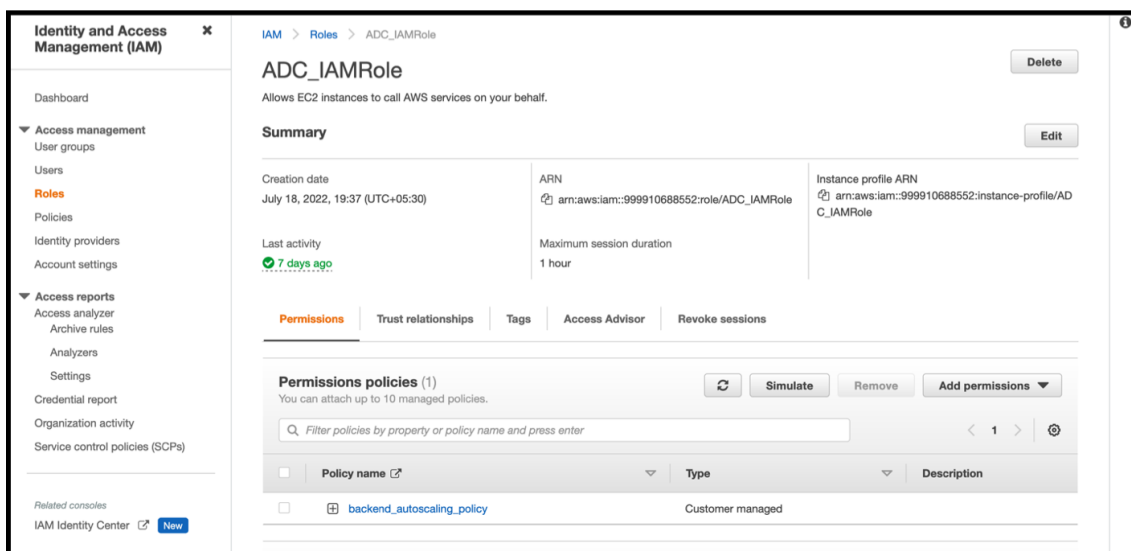 Identity and Access
Management (IAM)
Dashboard
Access management
User groups
Users
Roles
Policies
Identity providers
Account settings
Access reports
Access analyzer
Archive rules
Analyzers
Settings
Credential report
Organization activity
Service control policies (SCPs)
Related consoles
IAM Identity Center New
IAM > Roles > ADC_IAMRole
ADC_IAMRole
Delete
Allows EC2 instances to call AWS services on your behalf.
Summary
Edit
Creation date
July 18, 2022, 19:37 (UTC+05:30)
ARN
arn:aws:iam::999910688552:role/ADC_IAMRole
Instance profile ARN
arn:aws:iam::999910688552:instance-profile/AD
C_IAMRole
Last activity
7 days ago
Maximum session duration
1 hour
Permissions Trust relationships Tags Access Advisor Revoke sessions
Permissions policies (1)
You can attach up to 10 managed policies.
Simulate Remove Add permissions
Filter policies by property or policy name and press enter
1
Policy name Type Description
backend_autoscaling_policy Customer managed